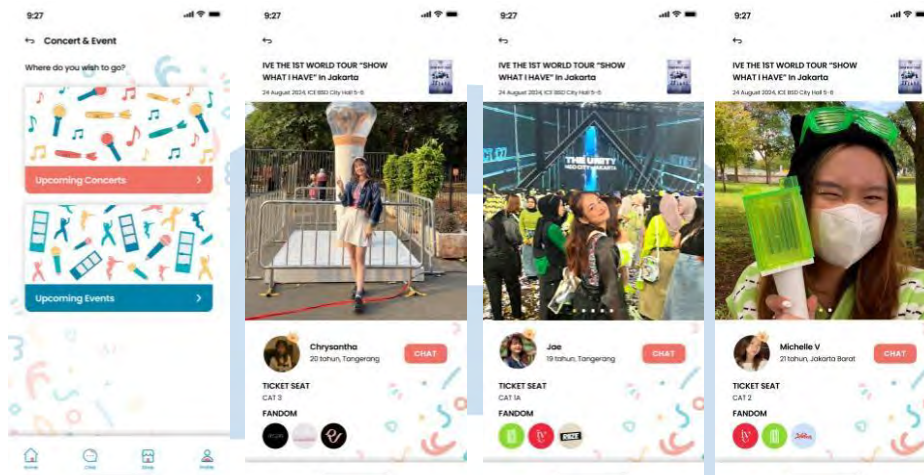 9:27
Concert & Event
Where do you wish to go?
Upcoming Concerts
Upcoming Events
Home
Chat
Shop
Profile
9:27
IVE THE 1ST WORLD TOUR "SHOW
WHAT I HAVE" in Jakarta
24 August 2024, ICE BSD City Hall 5-6
Chrysantha
20 tahun, Tangerang
CHAT
TICKET SEAT
CAT 3
FANDOM
9:27
IVE THE 1ST WORLD TOUR "SHOW
WHAT I HAVE" in Jakarta
24 August 2024, ICE BSD City Hall 5-6
THE UNITY
NEO CITY JAKARTA
Jae
19 tahun, Tangerang
CHAT
TICKET SEAT
CAT 1A
FANDOM
RIIZE
9:27
IVE THE 1ST WORLD TOUR "SHOW
WHAT I HAVE" in Jakarta
24 August 2024, ICE BSD City Hall 5-6
Michelle V
21 tahun, Jakarta Barat
CHAT
TICKET SEAT
CAT 2
FANDOM